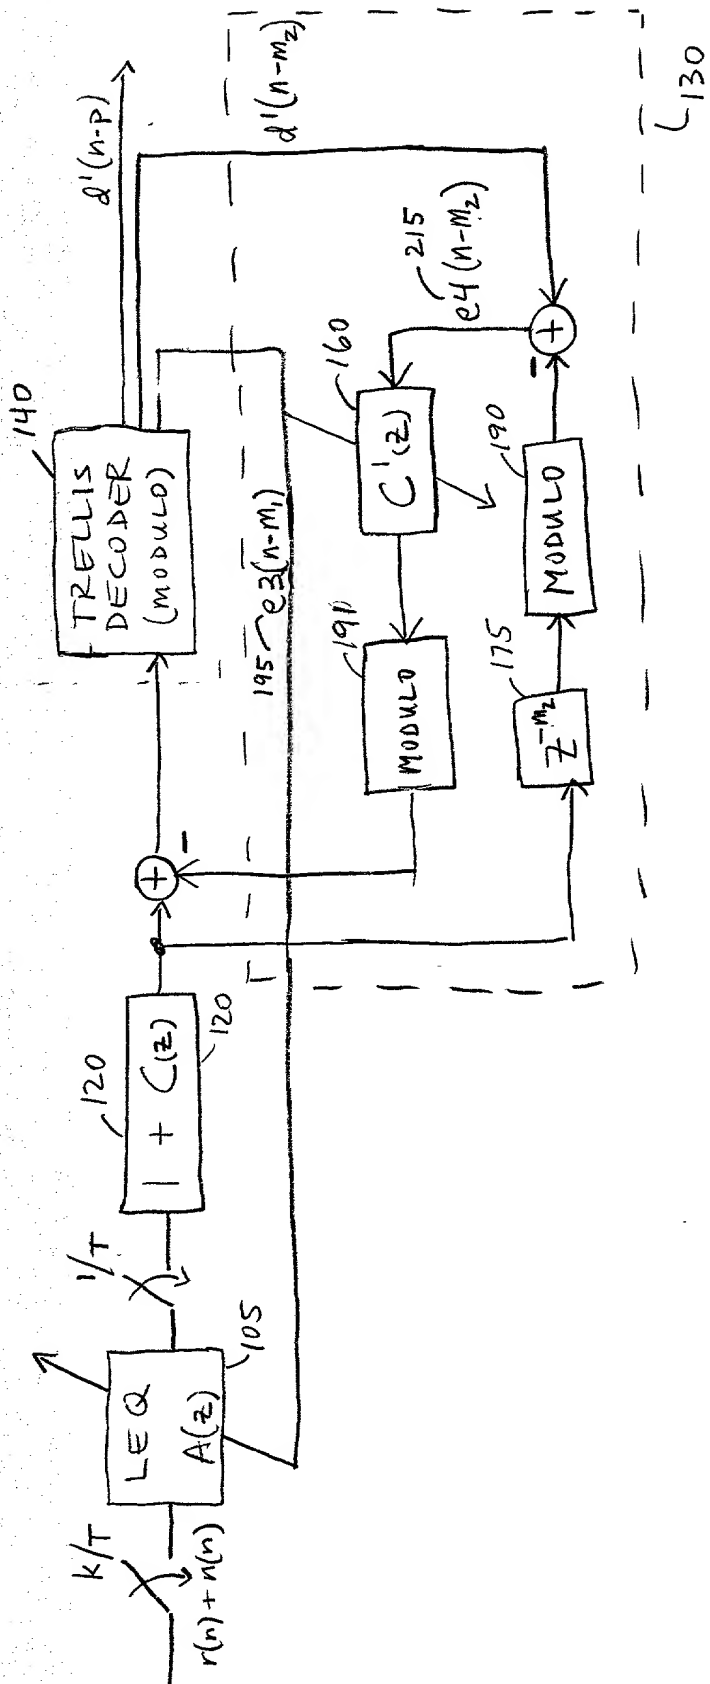 k/T
r(n) + n(n)
LEQ
A(z)
105
1/T
120
1 + C(z)
120
+
-
140
TRELLIS
DECODER
(MODULO)
d'(n-p)
195
e3(n-m₁)
d'(n-m₂)
215
e4(n-m₂)
160
C'(z)
191
MODULO
+
-
190
MODULO
175
z^-m₂
130